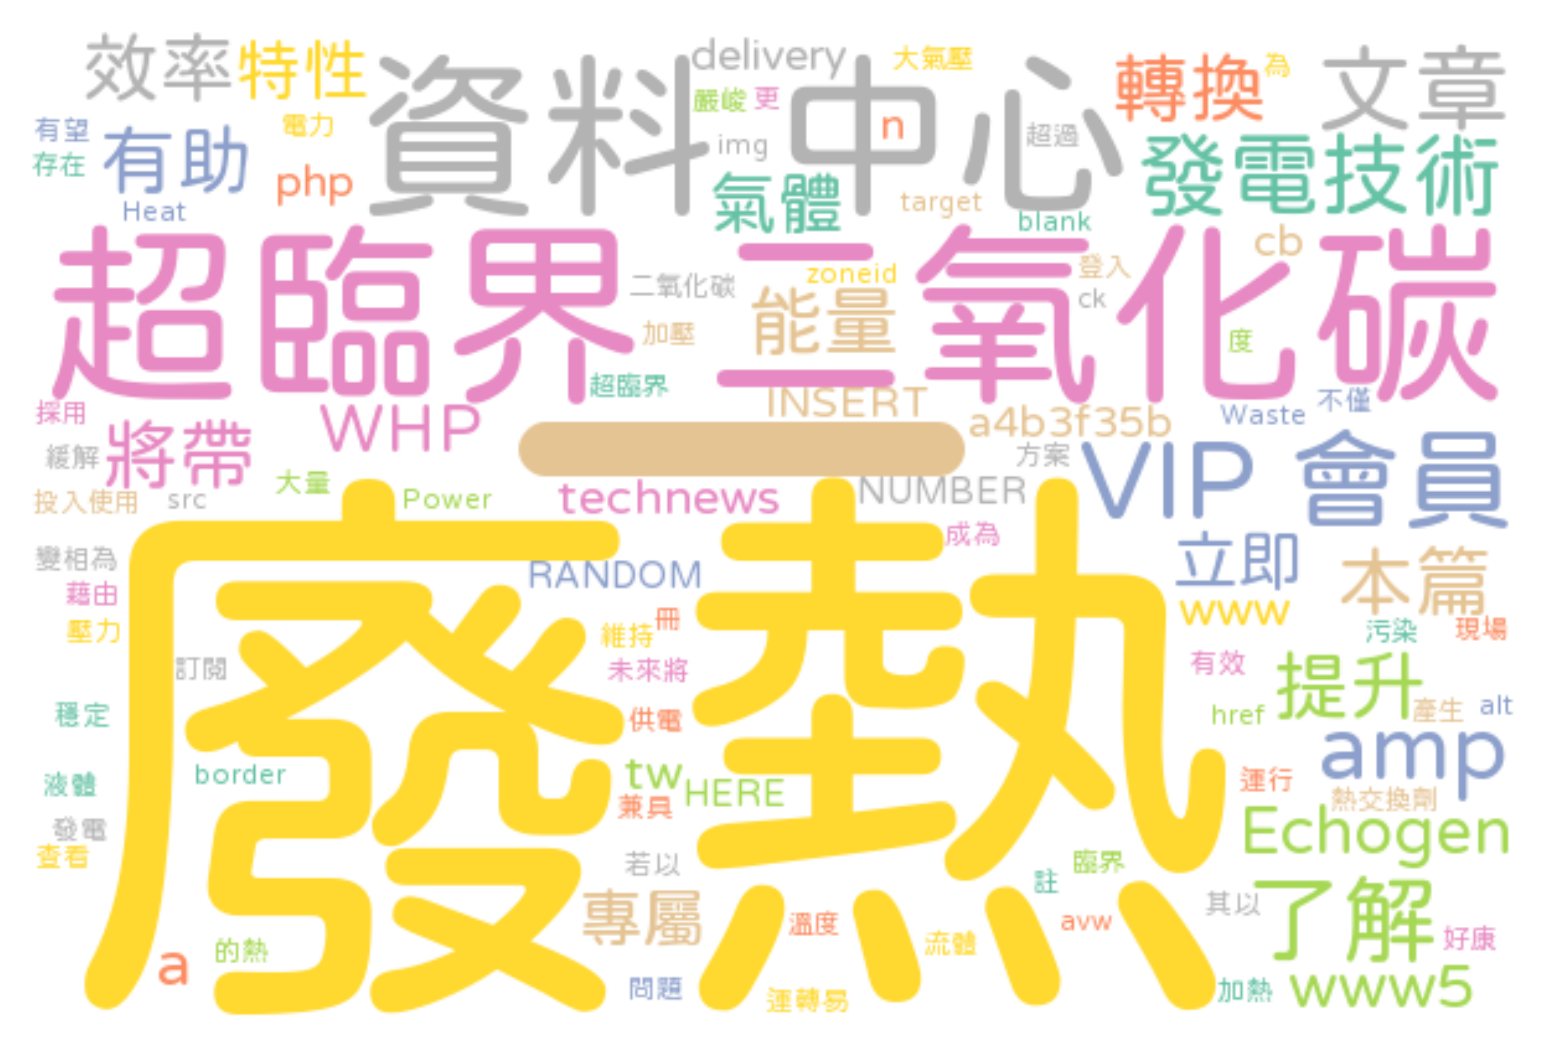 效率
特性
資料中心
delivery
大氣壓
轉換
為
文章
嚴峻
更
有望
電力
有助
n
img
超過
發電技術
存在
php
氣體
target
Heat
blank
超臨界二氧化碳
cb
二氧化碳
zoneid
登入
能量
ck
加壓
度
超臨界
INSERT
不僅
採用
WHP
a4b3f35b
Waste
將帶
一
緩解
方案
VIP
會員
大量
投入使用
src
Power
technews
NUMBER
廢熱
成為
變相為
RANDOM
立即
本篇
藉由
www
壓力
冊
維持
污染
現場
訂閱
未來將
有效
提升
穩定
供電
href
產生
alt
amp
border
tw
液體
HERE
運行
熱交換劑
兼具
發電
Echogen
查看
若以
臨界
註
專屬
其以
了解
溫度
avw
的熱
流體
好康
a
問題
運轉易
加熱
www5